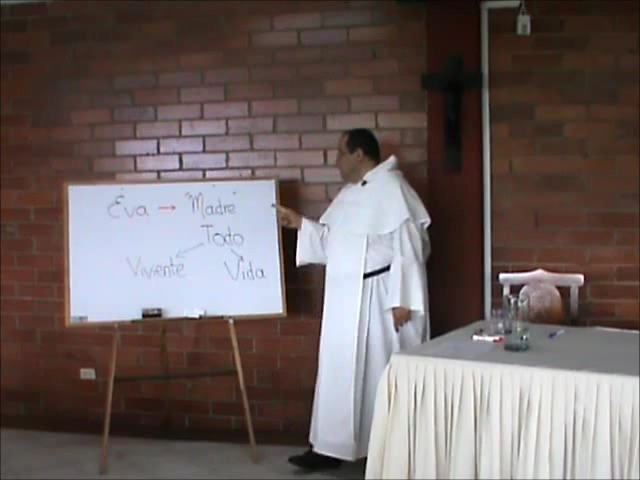 Eva → "Madre"
Todo
Viviente Vida